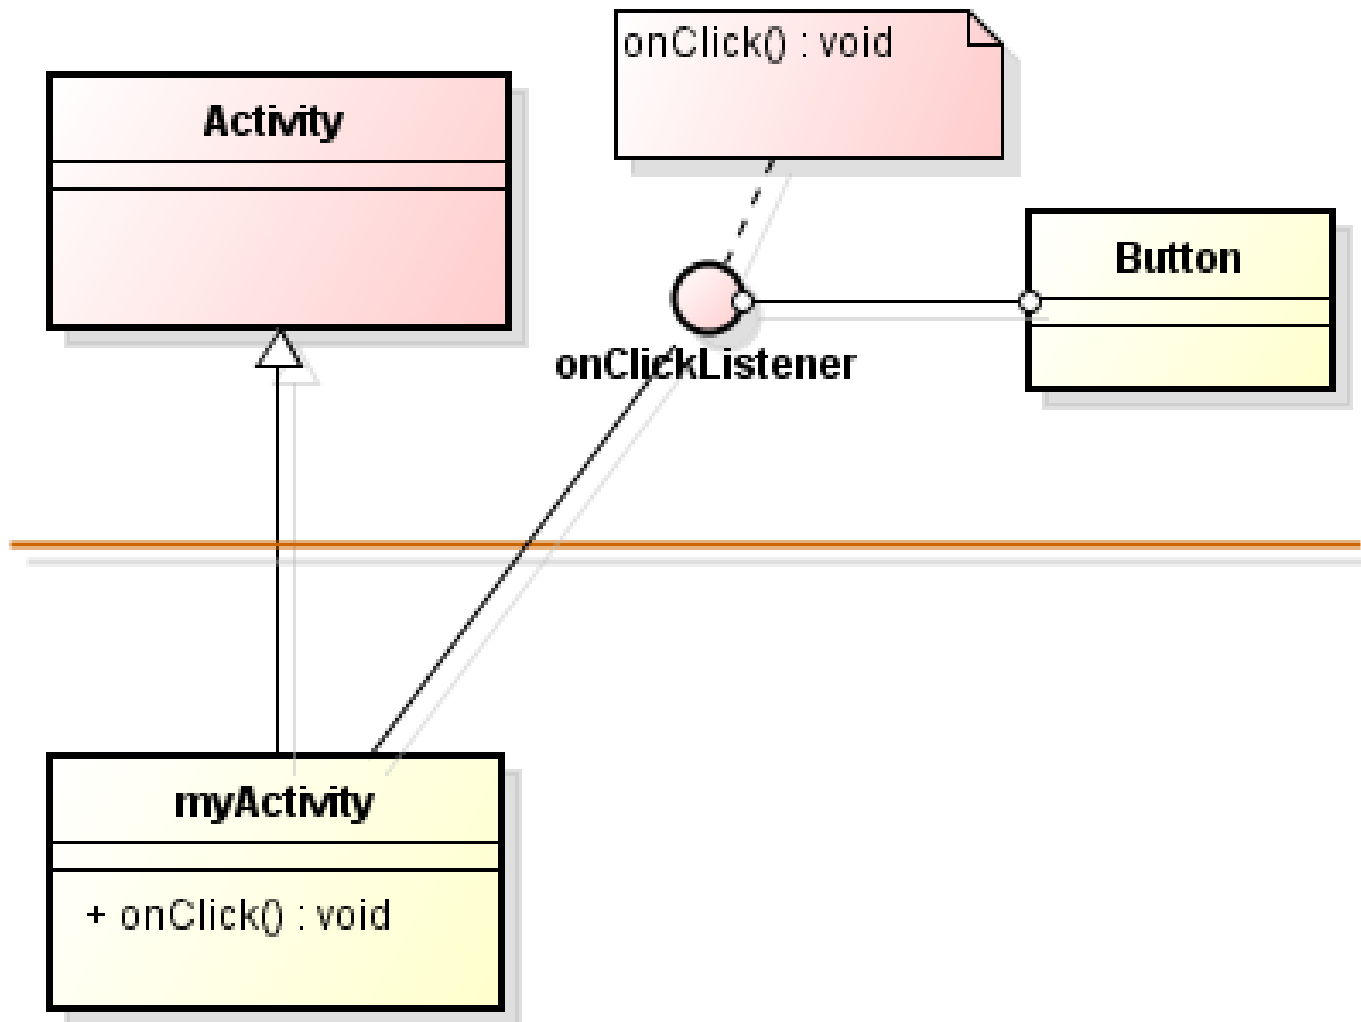 onClick() : void
Activity
Button
onClickListener
myActivity
+ onClick() : void